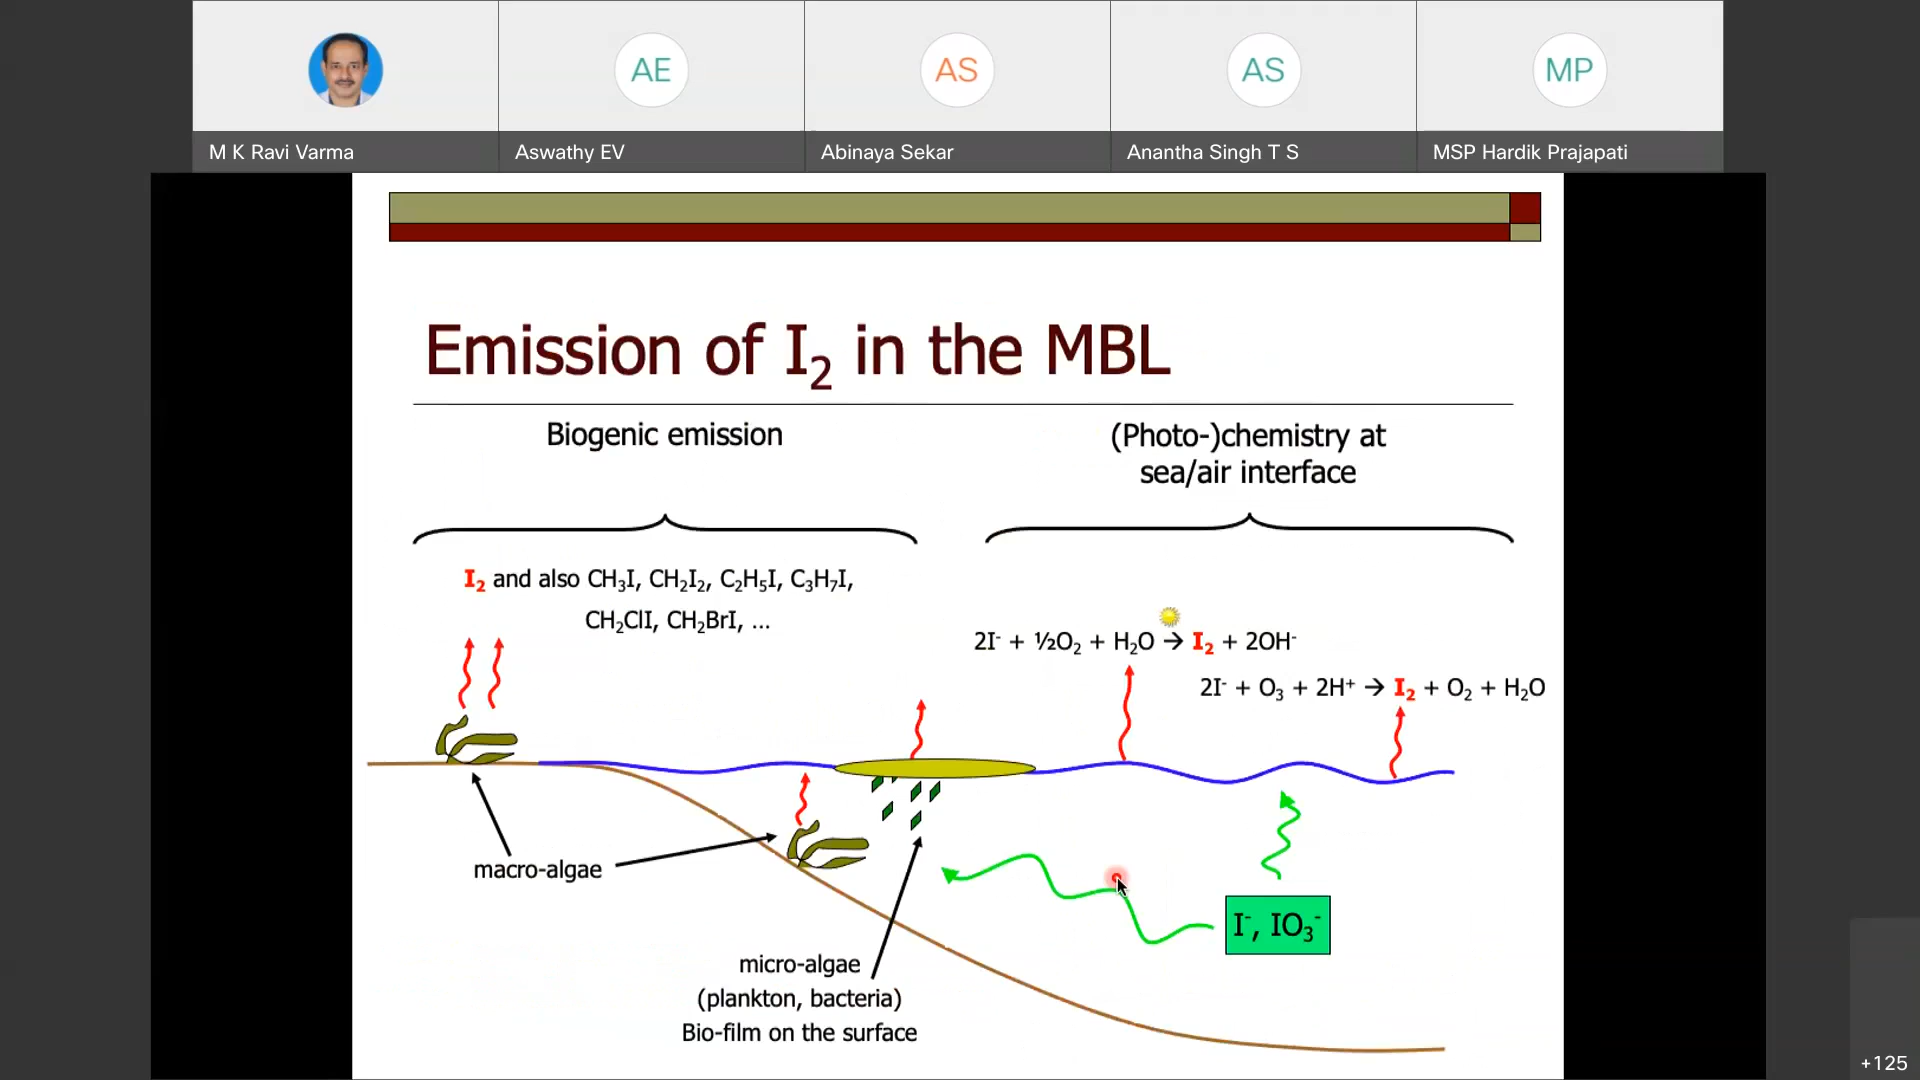 AE
AS
AS
MP
M K Ravi Varma
Aswathy EV
Abinaya Sekar
Anantha Singh T S
MSP Hardik Prajapati
Emission of I₂ in the MBL
Biogenic emission
(Photo-)chemistry at
sea/air interface
I₂ and also CH₃I, CH₂I₂, C₂H₅I, C₃H₇I,
CH₂ClI, CH₂BrI, ...
2I⁻ + ½O₂ + H₂O → I₂ + 2OH⁻
2I⁻ + O₃ + 2H⁺ → I₂ + O₂ + H₂O
macro-algae
I⁻, IO₃⁻
micro-algae
(plankton, bacteria)
Bio-film on the surface
+125